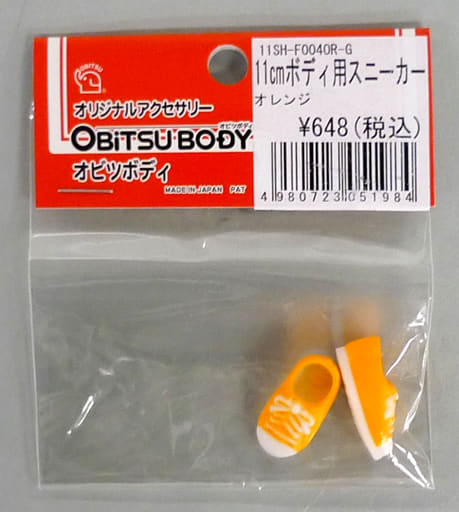 OBITSU
オリジナルアクセサリー
オビツボディ
OBiTSU BODY
オビツボディ
MADE IN JAPAN PAT
11SH-F0040R-G
11cmボディ用スニーカー
オレンジ
¥648(税込)
4980723051984